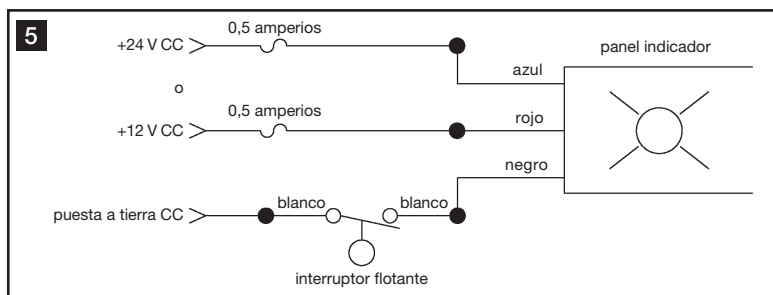 5
0,5 amperios
+24 V CC
panel indicador
azul
o
0,5 amperios
+12 V CC
rojo
negro
blanco
blanco
puesta a tierra CC
interruptor flotante